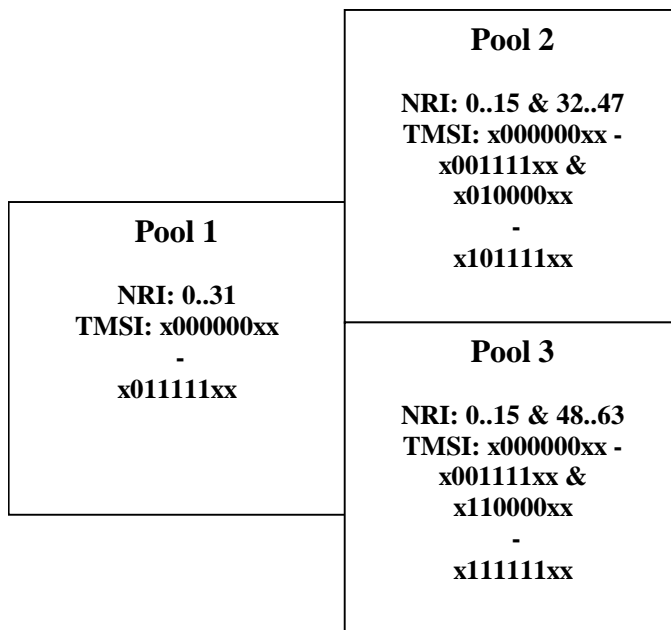 Pool 2
NRI: 0..15 & 32..47
TMSI: x000000xx -
x001111xx &
x010000xx
-
x101111xx
Pool 1
NRI: 0..31
TMSI: x000000xx
-
x011111xx
Pool 3
NRI: 0..15 & 48..63
TMSI: x000000xx -
x001111xx &
x110000xx
-
x111111xx